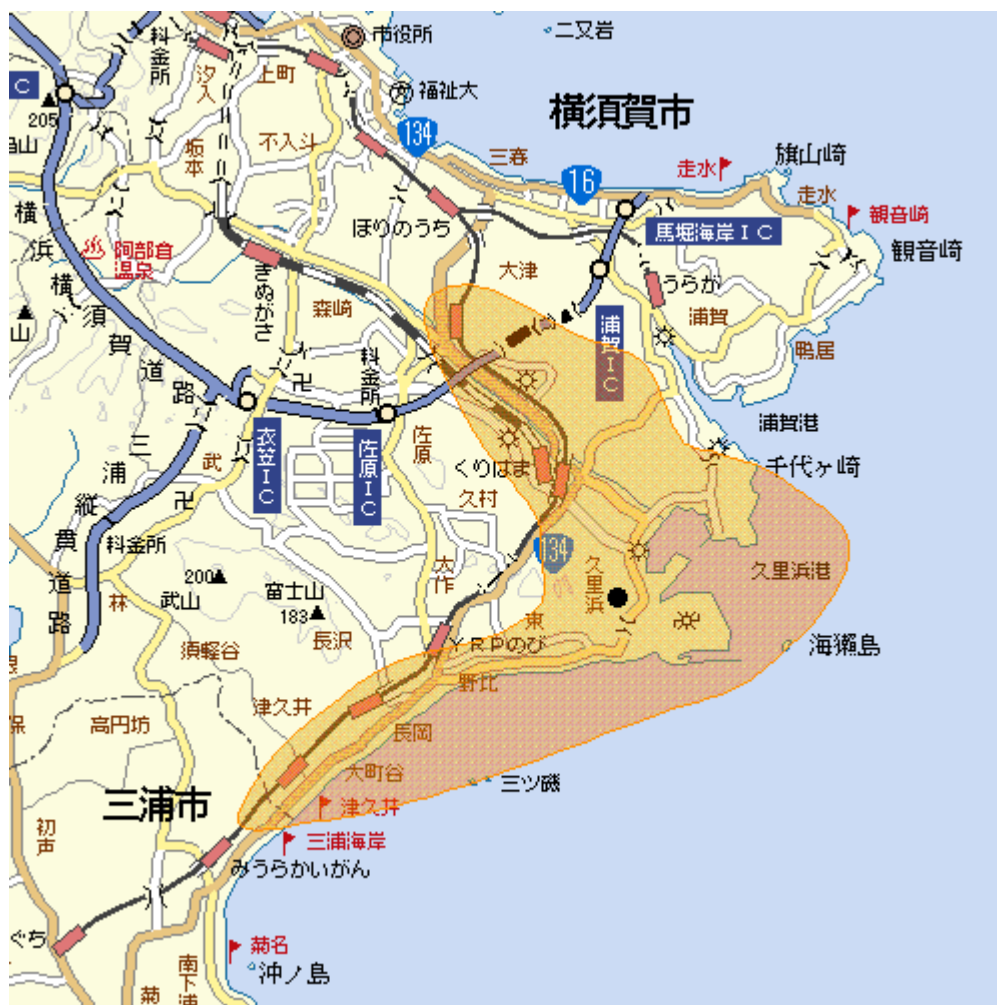 市役所
二又岩
料金所
汐入
上町
福祉大
横須賀市
IC
205
134
不入斗
坂本
三春
16
走水
旗山崎
走水
観音崎
観音崎
馬堀海岸IC
ほりのうち
横浜横須賀道路
阿部倉
温泉
きぬがさ
森崎
大津
うらが
浦賀
浦賀IC
鴨居
料金所
浦賀港
千代ヶ崎
衣笠IC
佐原IC
佐原
くりはま
久村
三浦縦貫道路
武
料金所
134
久里浜
久里浜港
大作
200
武山
富士山
183
林
東
長沢
YRPのび
海獺島
須軽谷
野比
津久井
高円坊
長岡
大町谷
三ツ磯
三浦市
津久井
初声
三浦海岸
みうらかいがん
ぐち
菊名
沖ノ島
南下浦
菊